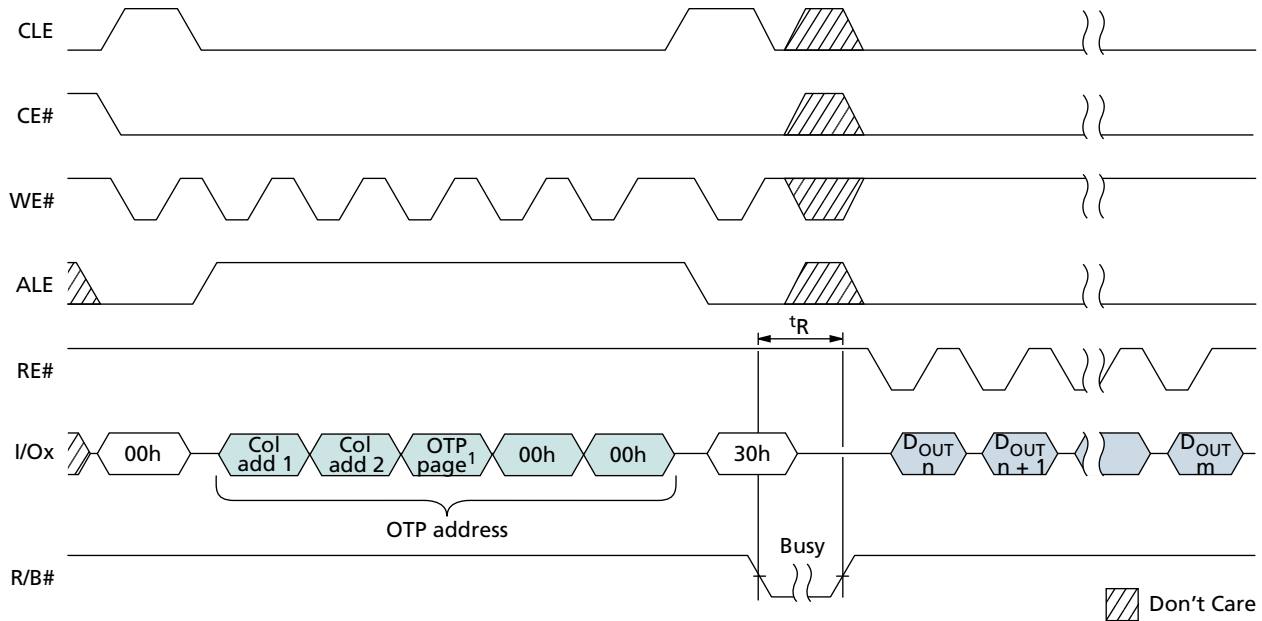 CLE
CE#
WE#
ALE
tR
RE#
I/Ox
00h
Col
add 1
Col
add 2
OTP
page1
00h
00h
30h
DOUT
n
DOUT
n + 1
DOUT
m
OTP address
Busy
R/B#
Don't Care